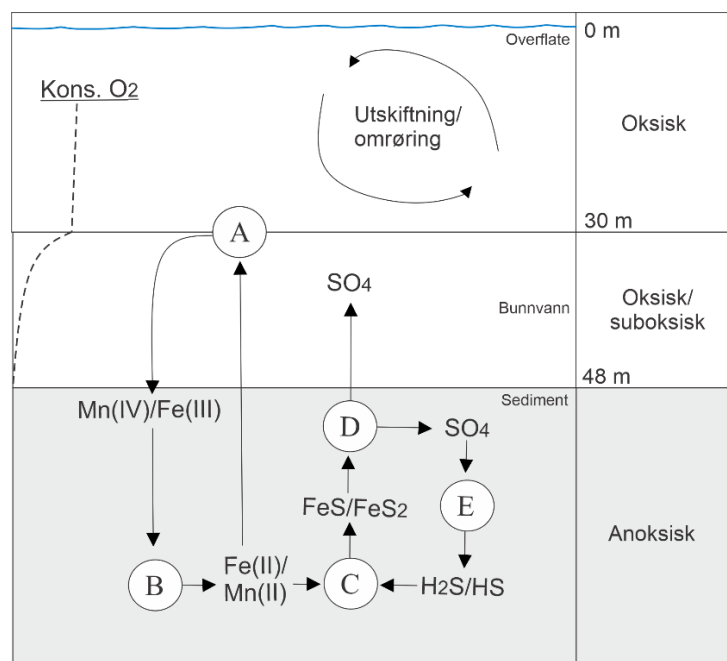 Overflate
0 m
Kons. O2
Utskiftning/
omrøring
Oksisk
30 m
A
SO4
Bunnvann
Oksisk/
suboksisk
48 m
Sediment
Mn(IV)/Fe(III)
D
SO4
FeS/FeS2
E
Anoksisk
B
Fe(II)/
Mn(II)
C
H2S/HS